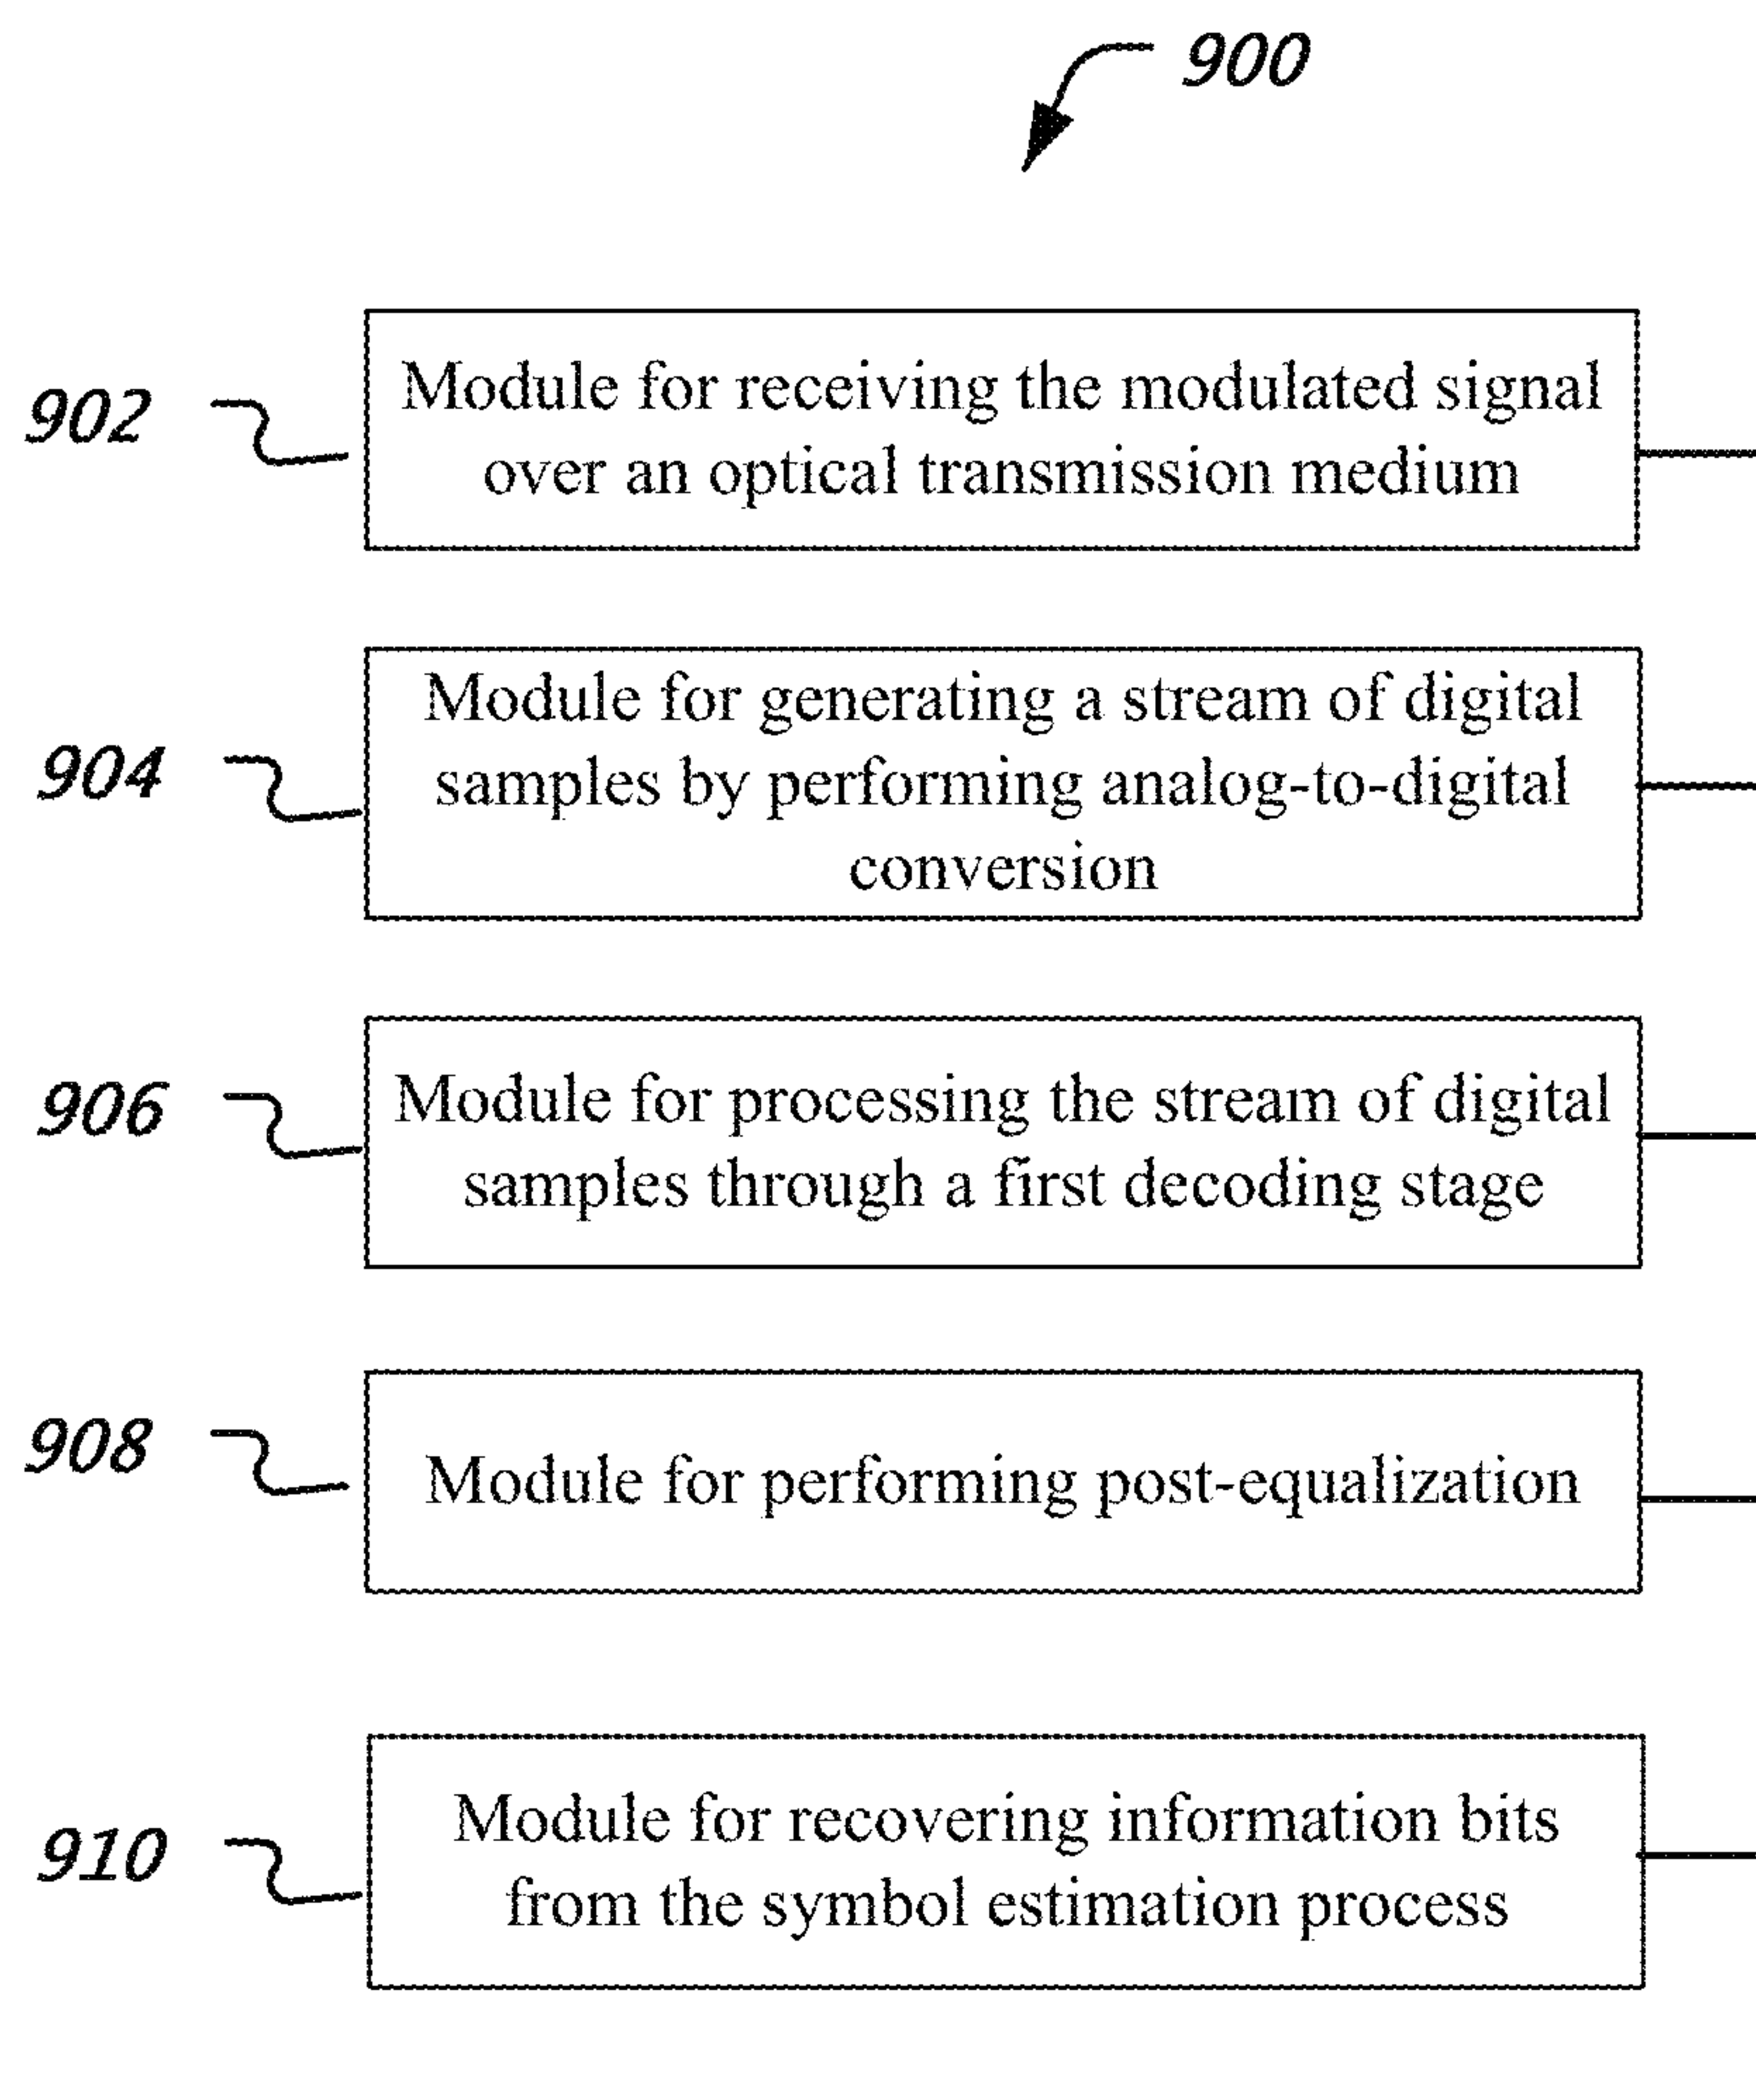 900
902
Module for receiving the modulated signal
over an optical transmission medium
904
Module for generating a stream of digital
samples by performing analog-to-digital
conversion
906
Module for processing the stream of digital
samples through a first decoding stage
908
Module for performing post-equalization
910
Module for recovering information bits
from the symbol estimation process